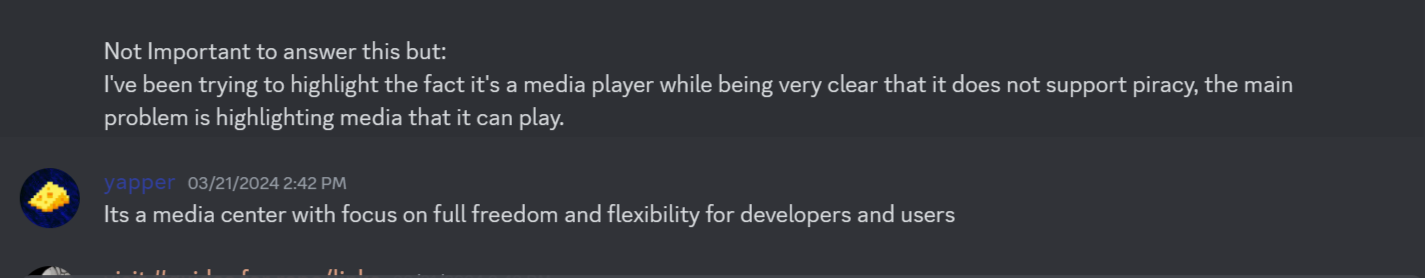 Not Important to answer this but:
I've been trying to highlight the fact it's a media player while being very clear that it does not support piracy, the main
problem is highlighting media that it can play.
yapper 03/21/2024 2:42 PM
Its a media center with focus on full freedom and flexibility for developers and users